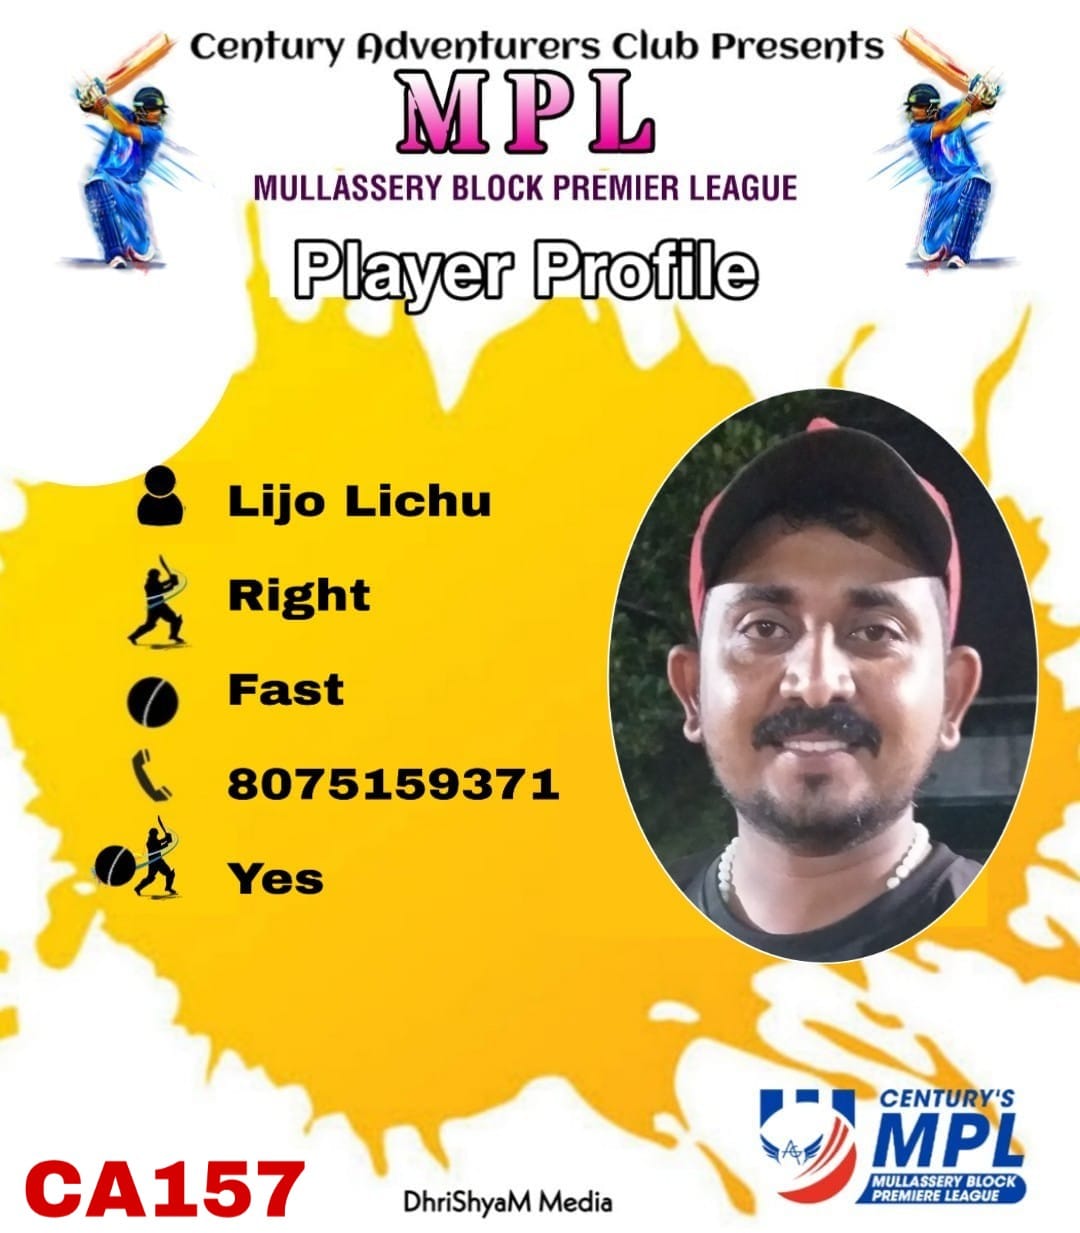 Century Adventurers Club Presents
MPL
MULLASSERY BLOCK PREMIER LEAGUE
Player Profile
Lijo Lichu
Right
Fast
8075159371
Yes
CENTURY'S
MPL
MULLASSERY BLOCK
PREMIERE LEAGUE
CA157
DhriShyaM Media